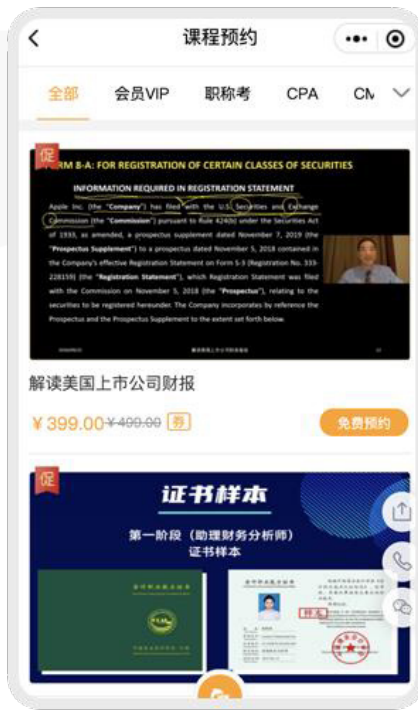 课程预约
全部 会员VIP 职称考 CPA
促
RM 8-A: FOR REGISTRATION OF CERTAIN CLASSES OF SECURITIES
INFORMATION REQUIRED IN REGISTRATION STATEMENT
Apple Inc. (the "Company") has filed with the U.S. Securities and Exchange
Commission (the "Commission") pursuant to Rule 424(b) under the Securities Act
of 1933, as amended, a prospectus supplement dated November 7, 2019 (the
"Prospectus Supplement") to a prospectus dated November 5, 2018 contained in
the Company's effective Registration Statement on Form S-3 (Registration No. 333-
228159) (the "Registration Statement"), which Registration Statement was filed
with the Commission on November 5, 2018 (the "Prospectus"), relating to the
securities to be registered hereunder. The Company incorporates by reference the
Prospectus and the Prospectus Supplement to the extent set forth below.
解读美国上市公司财报
¥399.00 ¥499.00 券
免费预约
促
证书样本
第一阶段（助理财务分析师）
证书样本
样本